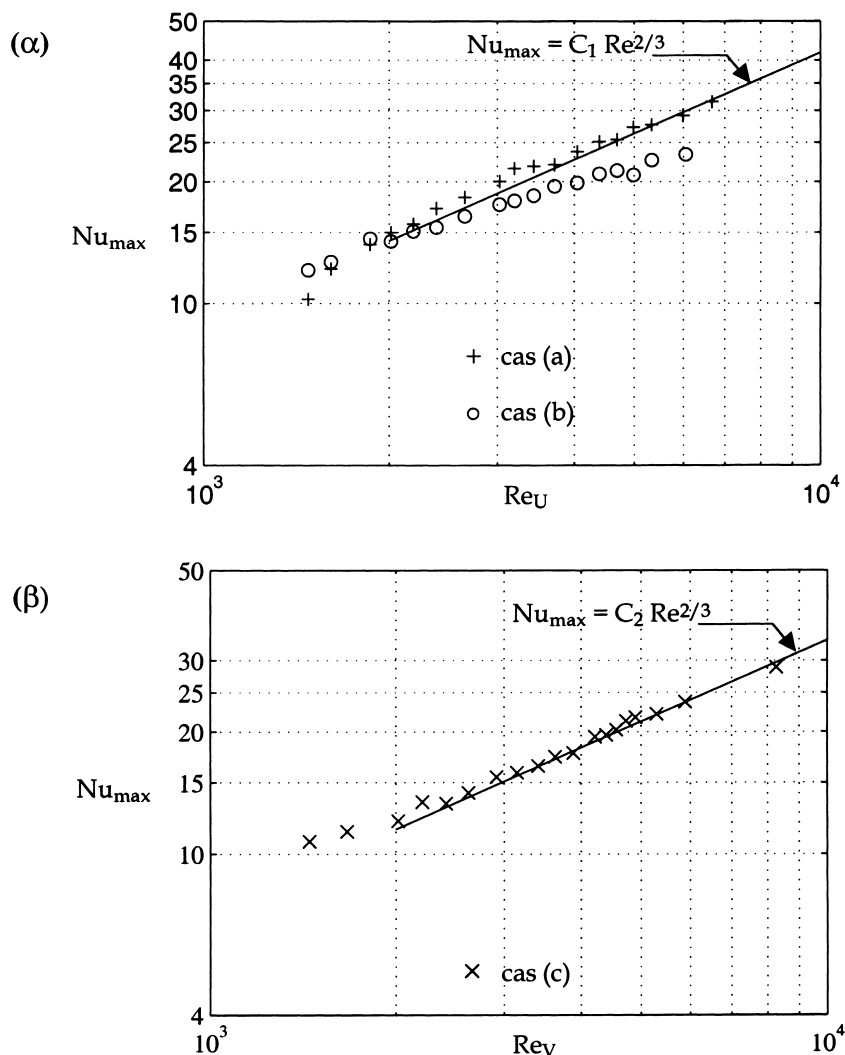 (α)
50
40
35
30
25
20
15
10
4
Nu_max
Nu_max = C_1 Re^2/3
+ cas (a)
o cas (b)
10^3
Re_U
10^4
(β)
50
30
25
20
15
10
4
Nu_max
Nu_max = C_2 Re^2/3
× cas (c)
10^3
Re_V
10^4